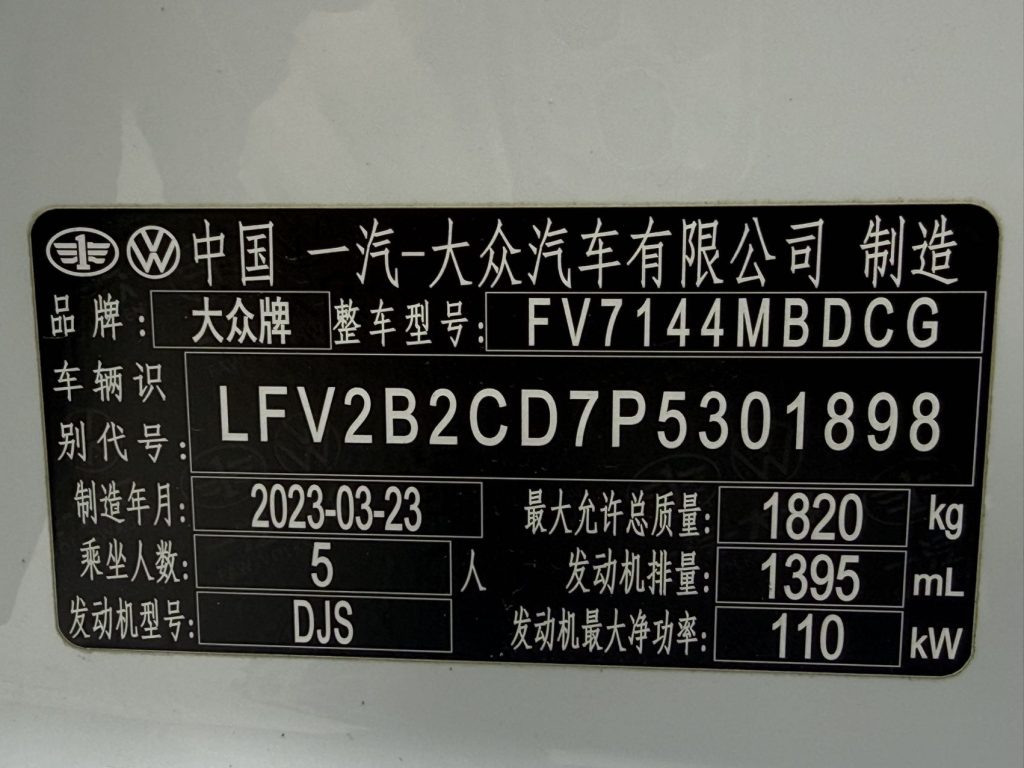 中国 一汽-大众汽车有限公司 制造
品牌: 大众牌 整车型号: FV7144MBDCG
车辆识别代号: LFV2B2CD7P5301898
制造年月: 2023-03-23 最大允许总质量: 1820 kg
乘坐人数: 5 人 发动机排量: 1395 mL
发动机型号: DJS 发动机最大净功率: 110 kW